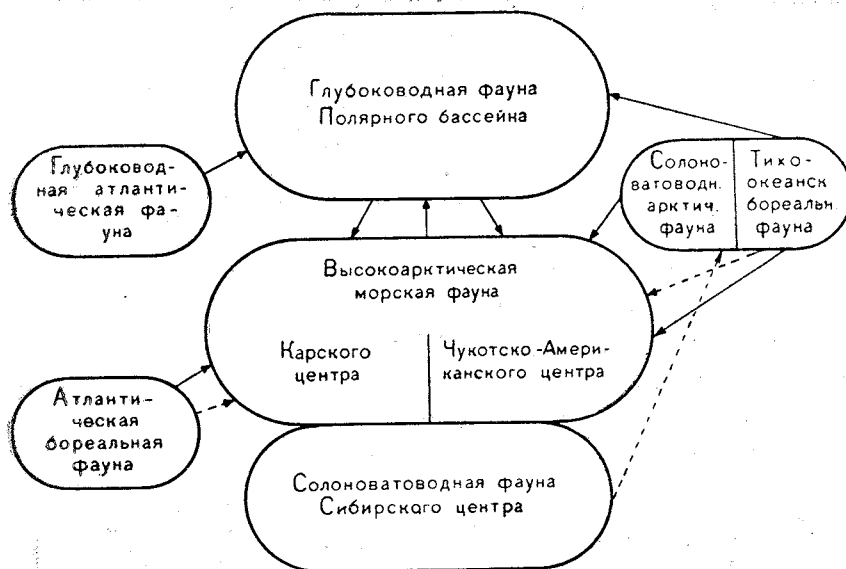 Глубоководная фауна
Полярного бассейна
Глубоковод-
ная атланти-
ческая фа-
уна
Солоно-
ватоводн.
арктич.
фауна
Тихо-
океанск
бореальн.
фауна
Высокоарктическая
морская фауна
Карского
центра
Чукотско-Амери-
канского центра
Атланти-
ческая
бореальная
фауна
Солоноватоводная фауна
Сибирского центра